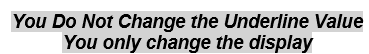 You Do Not Change the Underline Value
You only change the display